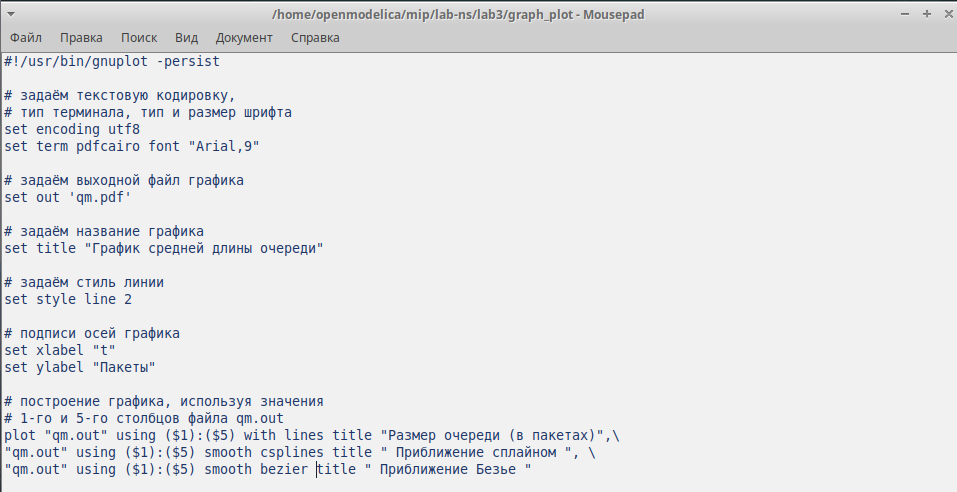 /home/openmodelica/mip/lab-ns/lab3/graph_plot - Mousepad
Файл Правка Поиск Вид Документ Справка
#!/usr/bin/gnuplot -persist
# задаём текстовую кодировку,
# тип терминала, тип и размер шрифта
set encoding utf8
set term pdfcairo font "Arial,9"
# задаём выходной файл графика
set out 'qm.pdf'
# задаём название графика
set title "График средней длины очереди"
# задаём стиль линии
set style line 2
# подписи осей графика
set xlabel "t"
set ylabel "Пакеты"
# построение графика, используя значения
# 1-го и 5-го столбцов файла qm.out
plot "qm.out" using ($1):($5) with lines title "Размер очереди (в пакетах)",\
"qm.out" using ($1):($5) smooth csplines title " Приближение сплайном ", \
"qm.out" using ($1):($5) smooth bezier title " Приближение Безье "